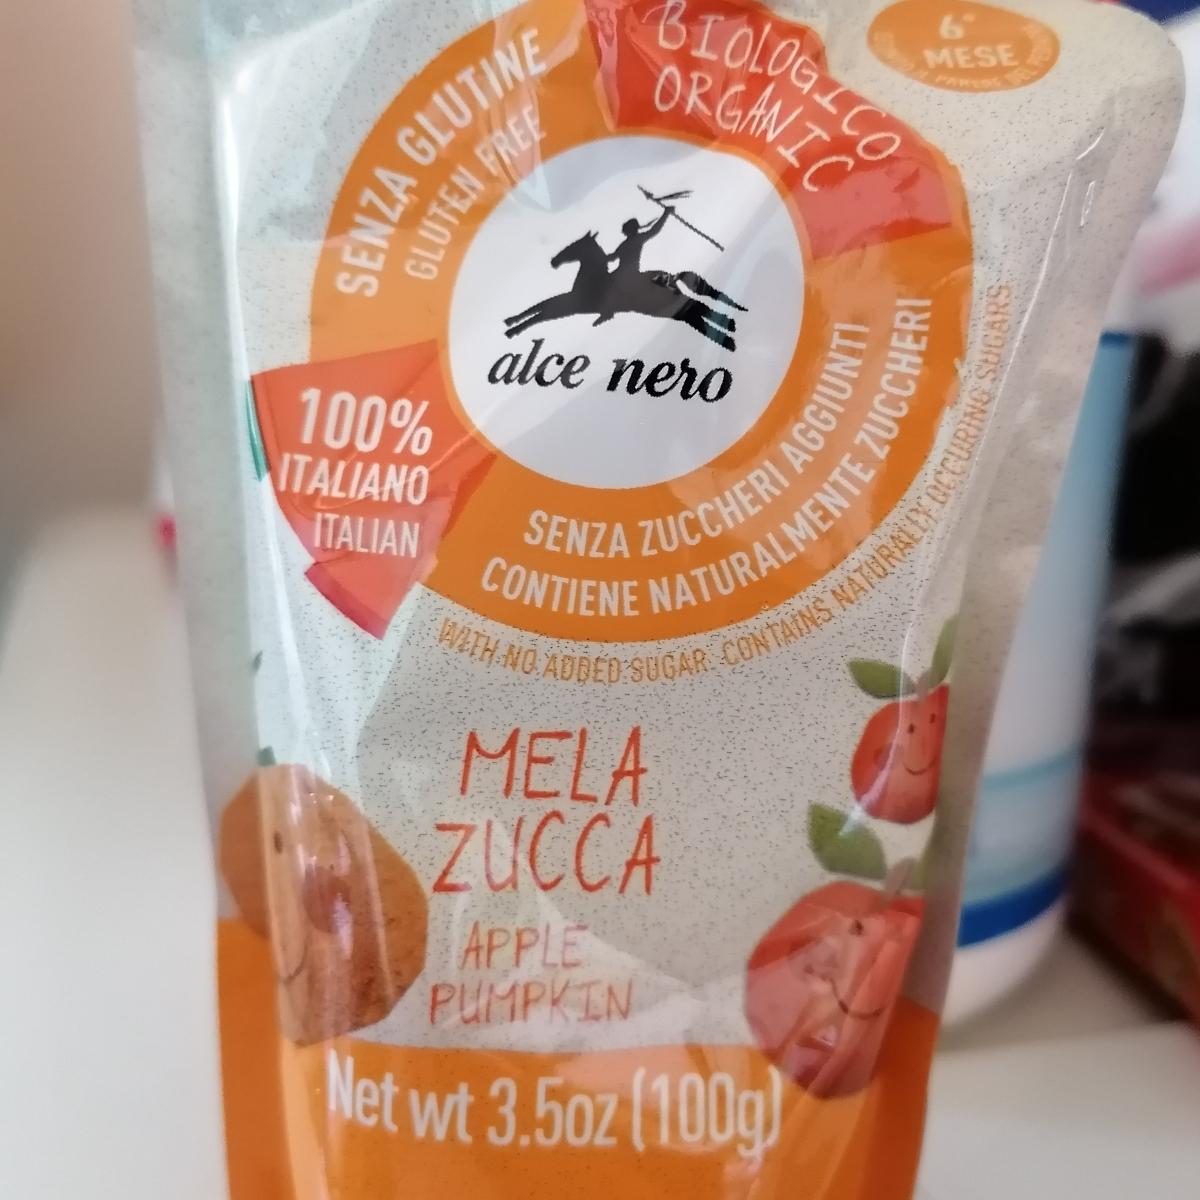 BIOLOGICO
ORGANIC
6°
MESE
SENZA GLUTINE
GLUTEN FREE
alce nero
100%
ITALIANO
ITALIAN
SENZA ZUCCHERI AGGIUNTI
CONTIENE NATURALMENTE ZUCCHERI
WITH NO ADDED SUGAR. CONTAINS NATURALLY OCCURING SUGARS
MELA
ZUCCA
APPLE
PUMPKIN
Net wt 3.5oz (100g)